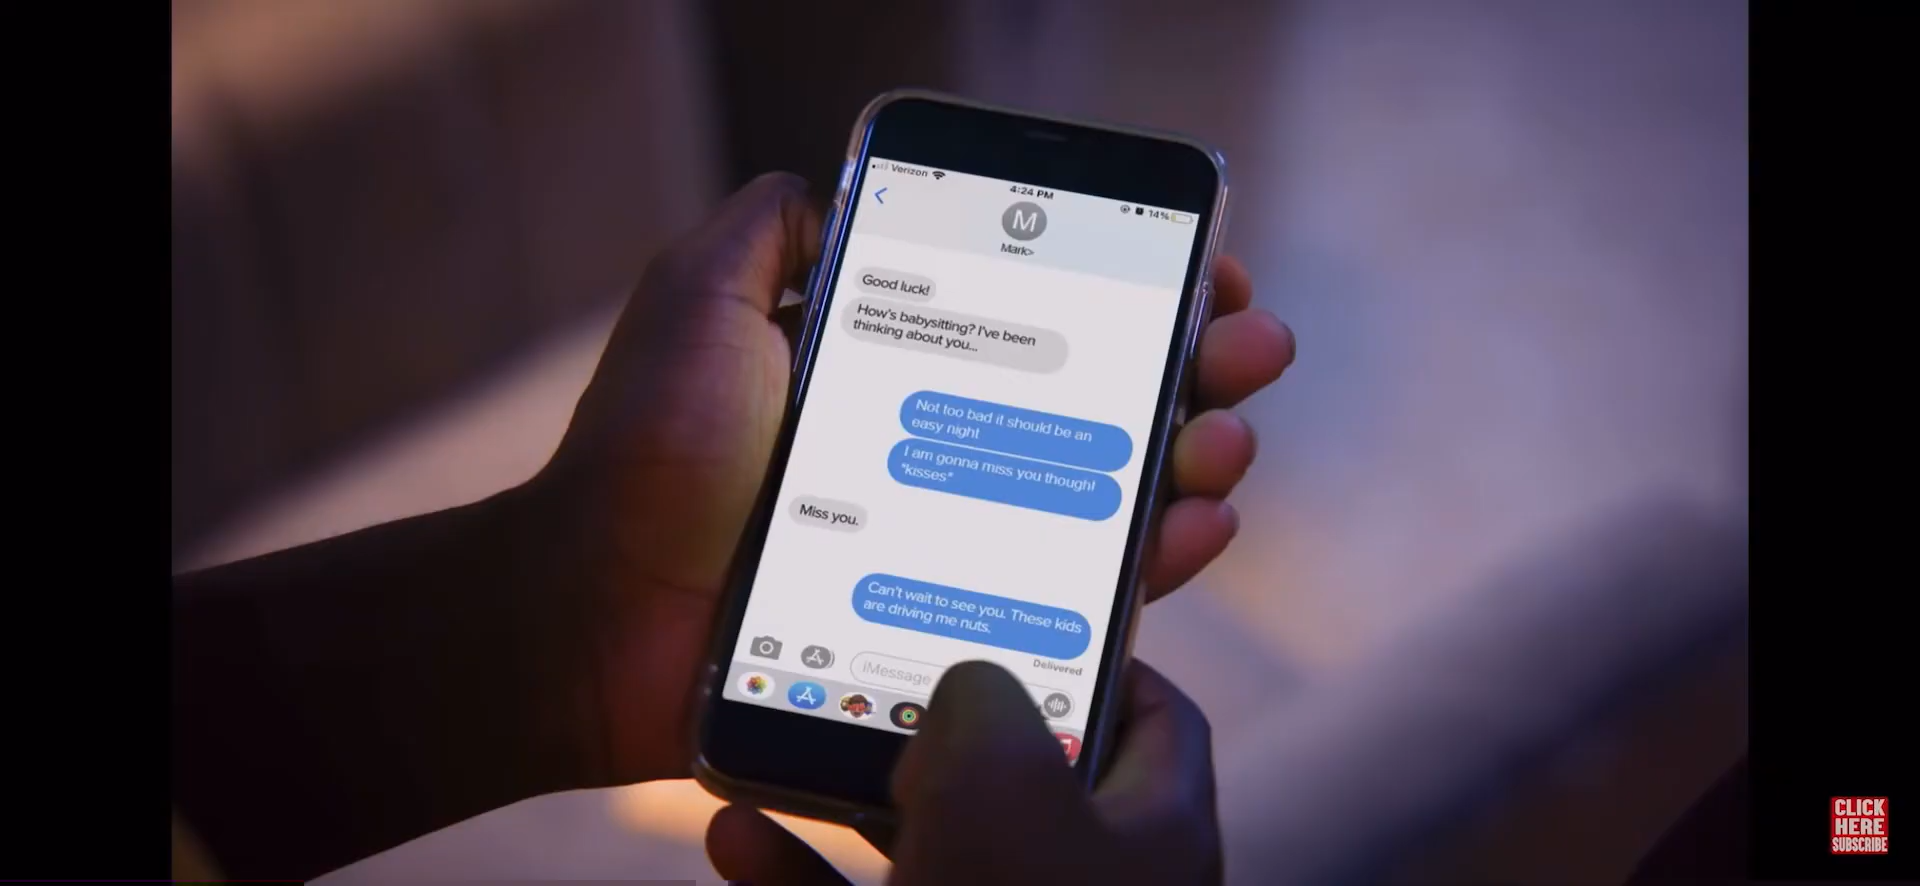 Verizon
4:24 PM
14%
M
Mark>
Good luck!
How's babysitting? I've been
thinking about you...
Not too bad it should be an
easy night
I am gonna miss you though!
*kisses*
Miss you.
Can't wait to see you. These kids
are driving me nuts.
Delivered
iMessage
CLICK
HERE
SUBSCRIBE